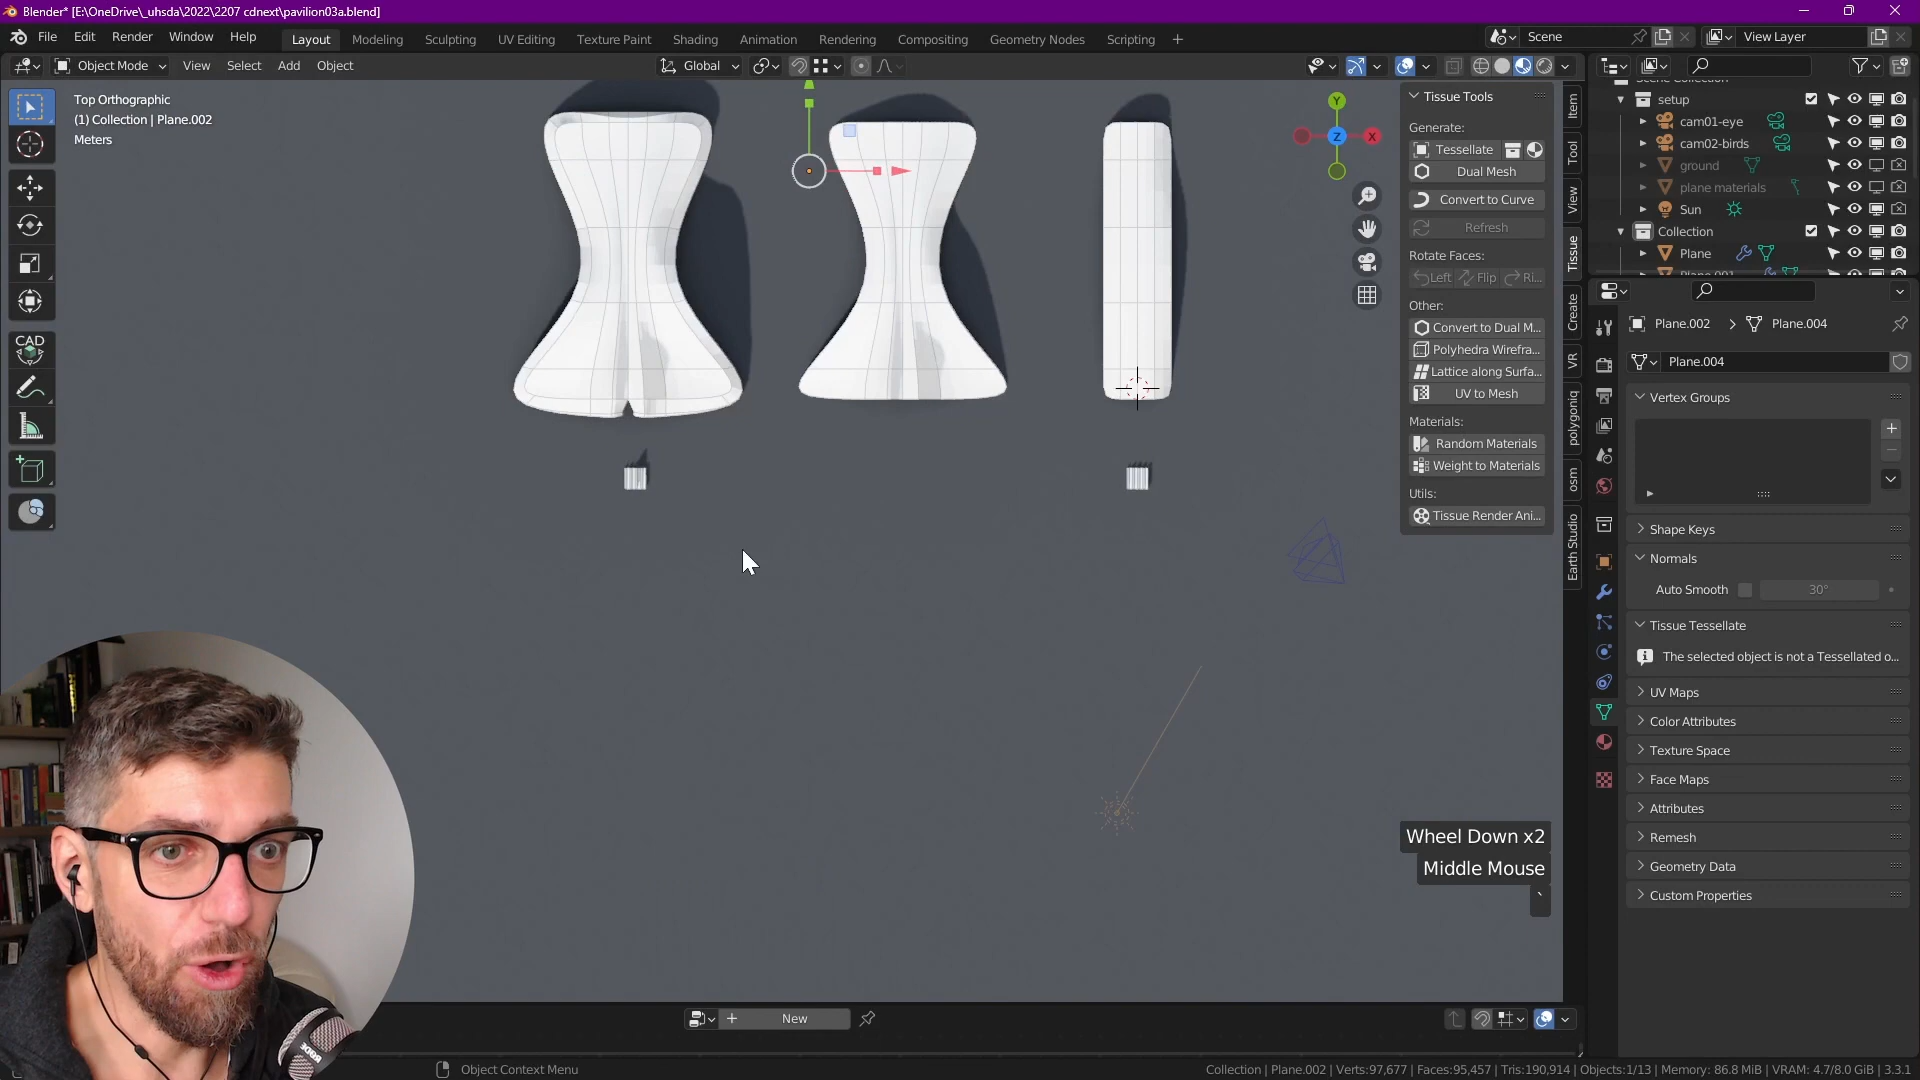 Blender* [E:\OneDrive\_uhsda\2022\2207 cdnext\pavilion03a.blend]
File Edit Render Window Help Layout Modeling Sculpting UV Editing Texture Paint Shading Animation Rendering Compositing Geometry Nodes Scripting + Scene View Layer
Object Mode View Select Add Object Global
Top Orthographic
(1) Collection | Plane.002
Meters
CAD
Y
Z
X
Tissue Tools
Generate:
Tessellate
Dual Mesh
Convert to Curve
Refresh
Rotate Faces:
Left Flip Ri...
Other:
Convert to Dual M...
Polyhedra Wirefra...
Lattice along Surfa...
UV to Mesh
Materials:
Random Materials
Weight to Materials
Utils:
Tissue Render Ani...
Item
Tool
View
Tissue
Create
VR
polygoniq
osm
Earth Studio
setup
cam01-eye
cam02-birds
ground
plane materials
Sun
Collection
Plane
Plane.002 > Plane.004
Plane.004
Vertex Groups
Shape Keys
Normals
Auto Smooth 30°
Tissue Tessellate
The selected object is not a Tessellated o...
UV Maps
Color Attributes
Texture Space
Face Maps
Attributes
Remesh
Geometry Data
Custom Properties
Wheel Down x2
Middle Mouse
`
+ New
RODE
Object Context Menu
Collection | Plane.002 | Verts:97,677 | Faces:95,457 | Tris:190,914 | Objects:1/13 | Memory: 86.8 MiB | VRAM: 4.7/8.0 GiB | 3.3.1